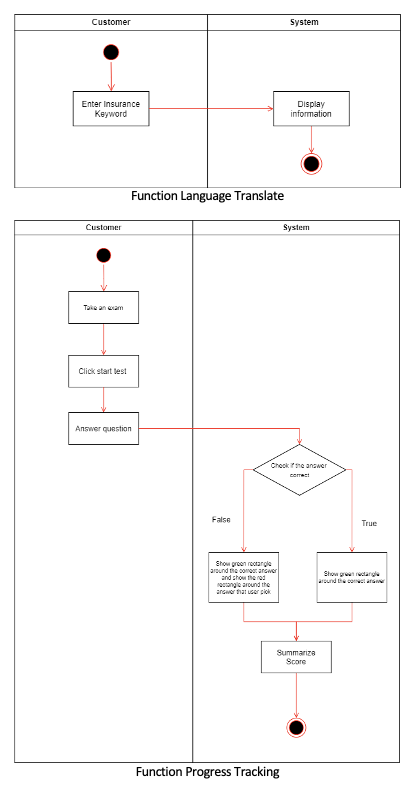 Customer
System
Enter Insurance
Keyword
Display
information
Function Language Translate
Customer
System
Take an exam
Click start test
Answer question
Check if the answer
correct
False
True
Show green rectangle
around the correct answer
and show the red
rectangle around the
answer that user pick
Show green rectangle
around the correct answer
Summarize
Score
Function Progress Tracking